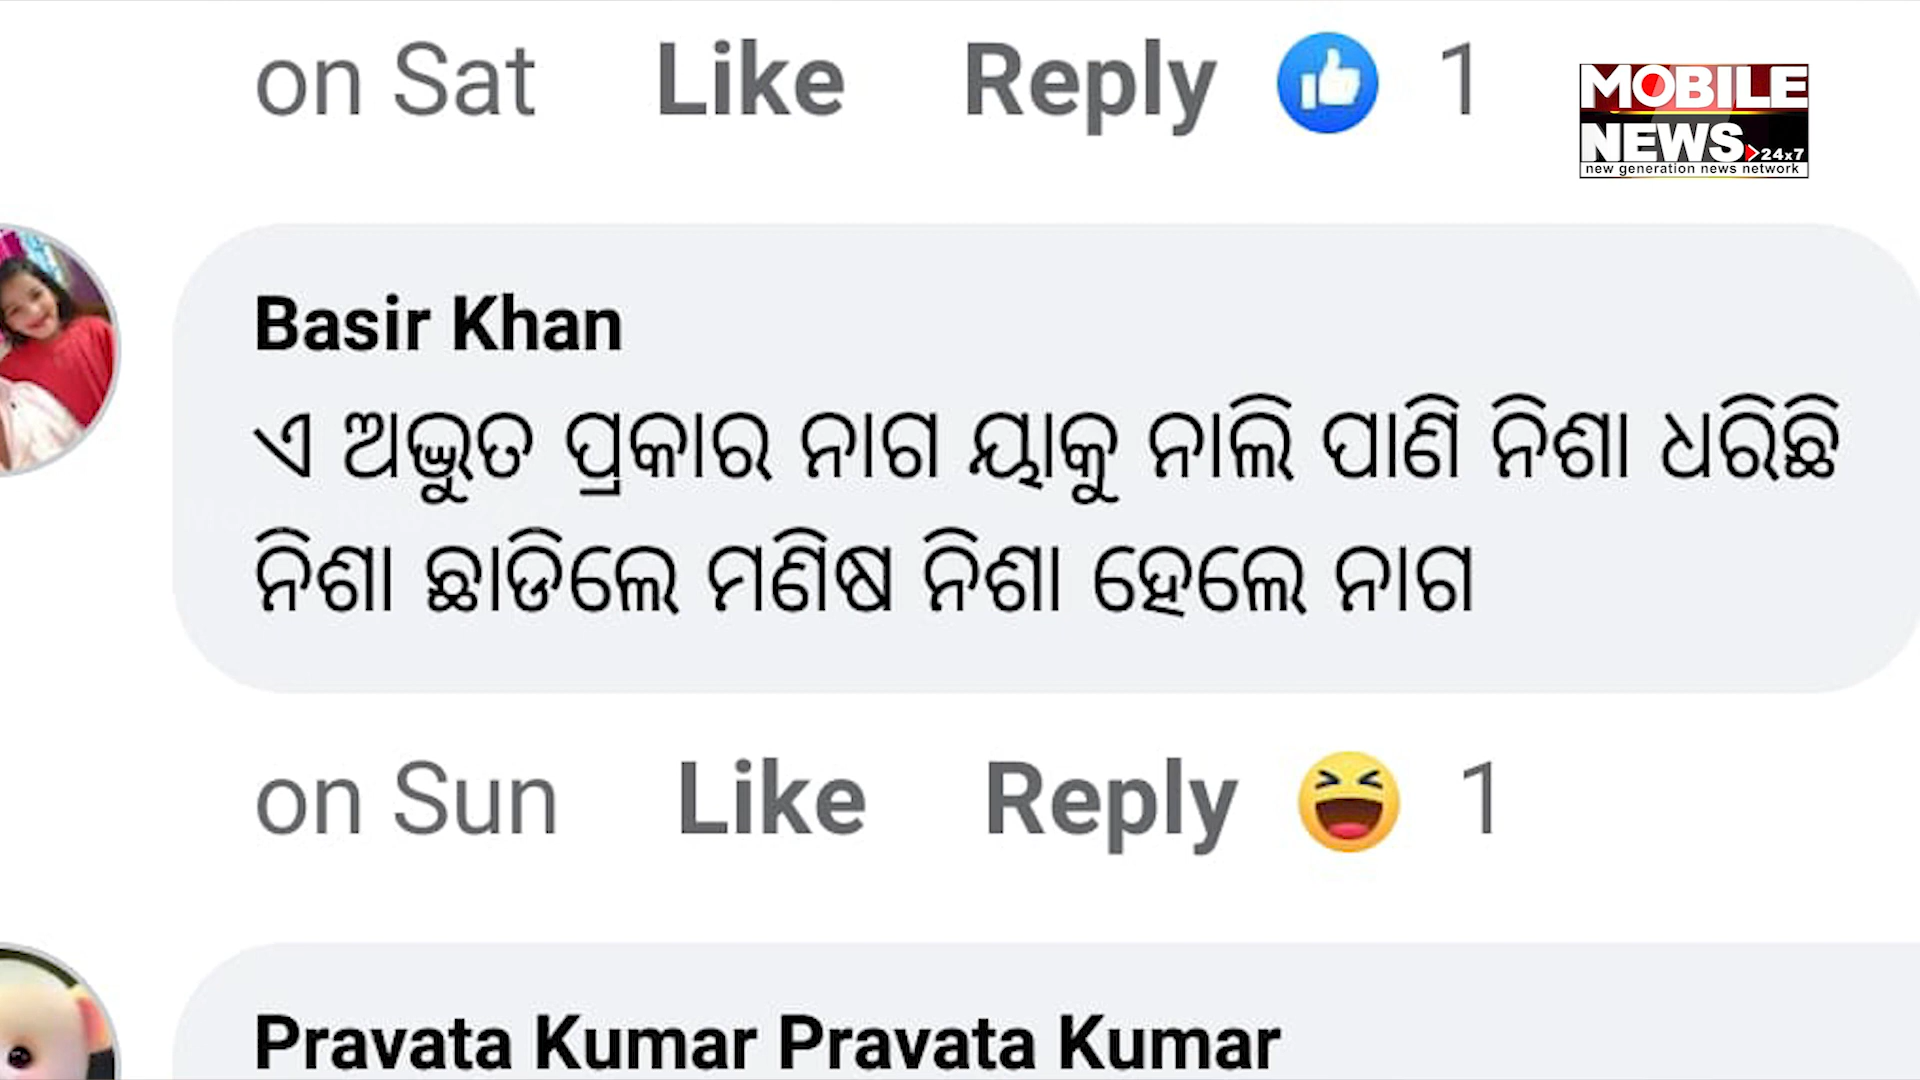 on Sat Like Reply 1
MOBILE
NEWS 24x7
new generation news network
Basir Khan
ଏ ଅଦ୍ଭୁତ ପ୍ରକାର ନାଗ ୟାକୁ ନାଲି ପାଣି ନିଶା ଧରିଛି
ନିଶା ଛାଡିଲେ ମଣିଷ ନିଶା ହେଲେ ନାଗ
on Sun Like Reply 1
Pravata Kumar Pravata Kumar